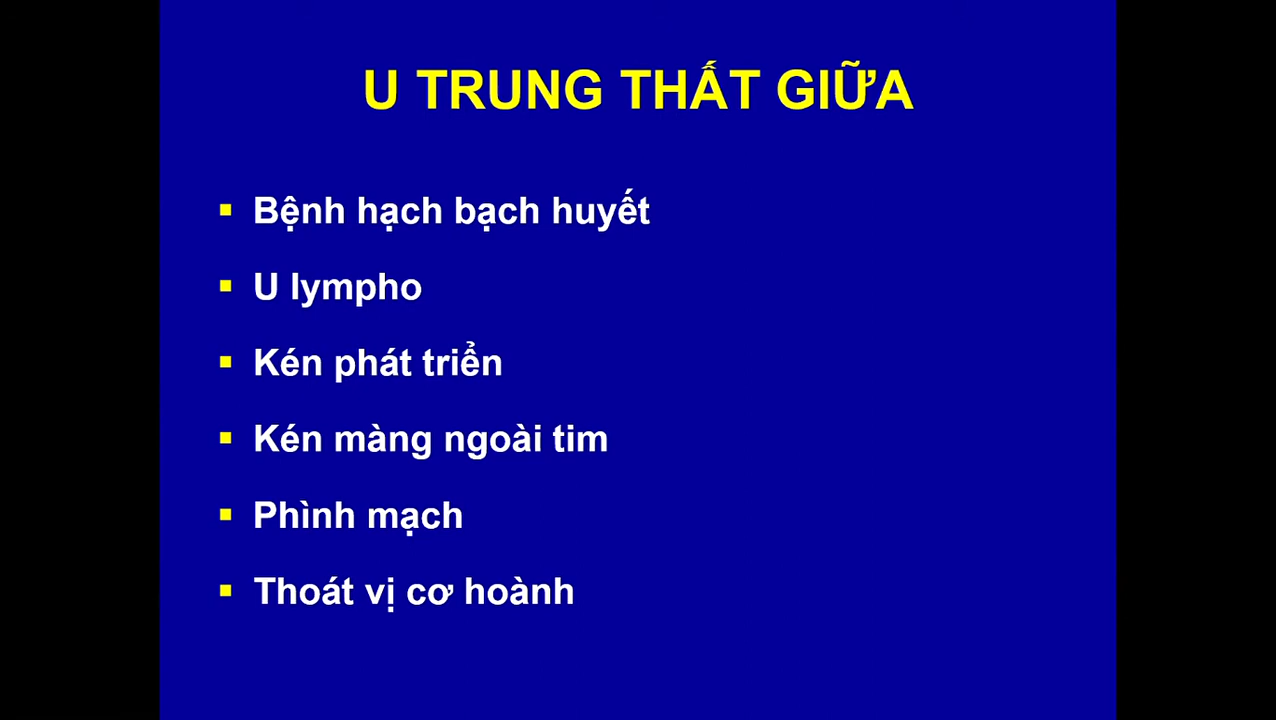 U TRUNG THẤT GIỮA
▪ Bệnh hạch bạch huyết
▪ U lympho
▪ Kén phát triển
▪ Kén màng ngoài tim
▪ Phình mạch
▪ Thoát vị cơ hoành